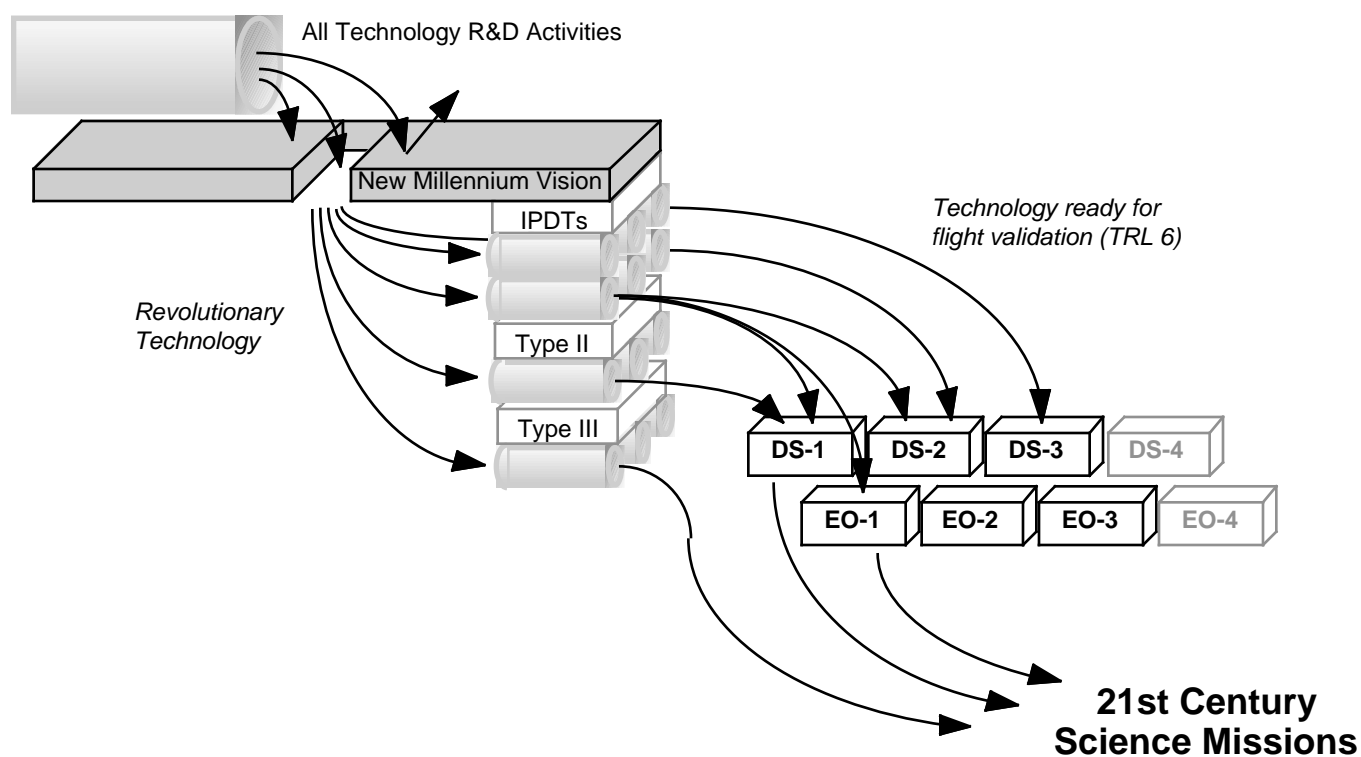 All Technology R&D Activities
New Millennium Vision
IPDTs
Technology ready for
flight validation (TRL 6)
Revolutionary
Technology
Type II
Type III
DS-1
DS-2
DS-3
DS-4
EO-1
EO-2
EO-3
EO-4
21st Century
Science Missions